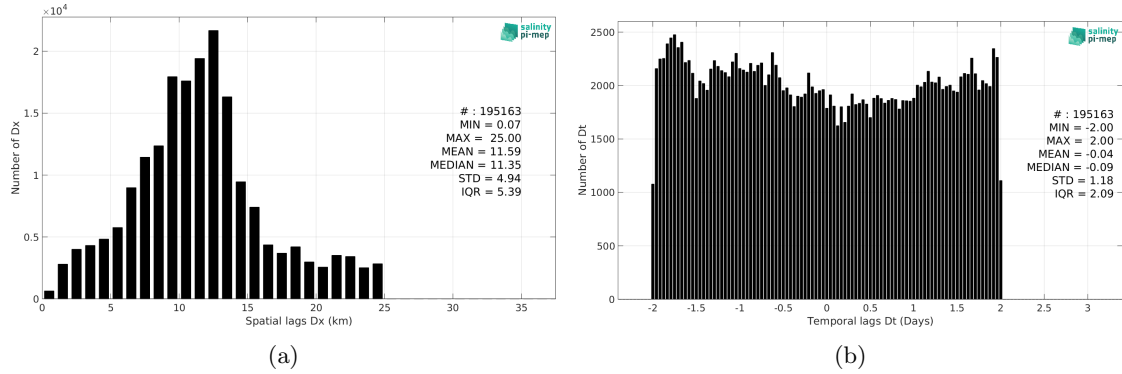 ×10⁴
2
1.5
1
0.5
0
0
5
10
15
20
25
30
35
Number of Dx
Spatial lags Dx (km)
salinity
pi-mep
# : 195163
MIN = 0.07
MAX = 25.00
MEAN = 11.59
MEDIAN = 11.35
STD = 4.94
IQR = 5.39
(a)
2500
2000
1500
1000
500
0
-2
-1.5
-1
-0.5
0
0.5
1
1.5
2
2.5
3
Number of Dt
Temporal lags Dt (Days)
salinity
pi-mep
# : 195163
MIN = -2.00
MAX = 2.00
MEAN = -0.04
MEDIAN = -0.09
STD = 1.18
IQR = 2.09
(b)